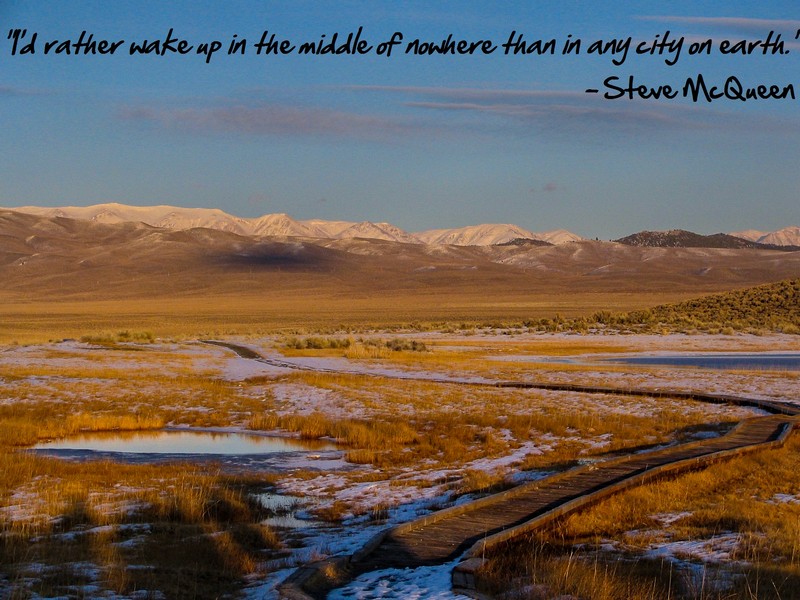 "I'd rather wake up in the middle of nowhere than in any city on earth."
-Steve McQueen